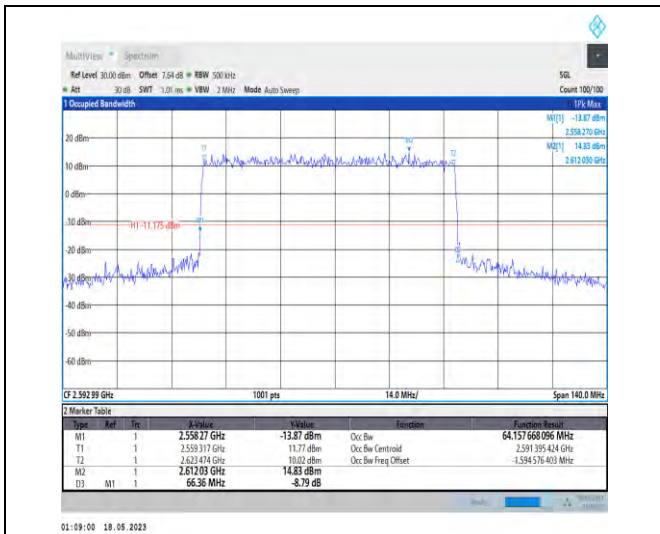 MultiView Spectrum
Ref Level 30.00 dBm Offset 7.64 dB RBW 500 kHz SGL
Att 30 dB SWT 1.01 ms VBW 2 MHz Mode Auto Sweep Count 100/100
1 Occupied Bandwidth 1Pk Max
M1[1] -13.87 dBm
2.558 270 GHz
M2[1] 14.83 dBm
2.612 030 GHz
20 dBm
T1 M2 T2
10 dBm
0 dBm
-10 dBm
H1 -11.175 dBm
M1
-20 dBm
-30 dBm
-40 dBm
-50 dBm
-60 dBm
CF 2.592 99 GHz 1001 pts 14.0 MHz/ Span 140.0 MHz
2 Marker Table
Type Ref Trc X-Value Y-Value Function Function Result
M1 1 2.558 27 GHz -13.87 dBm Occ Bw 64.157 668 096 MHz
T1 1 2.559 317 GHz 11.77 dBm Occ Bw Centroid 2.591 395 424 GHz
T2 1 2.623 474 GHz 10.02 dBm Occ Bw Freq Offset -1.594 576 403 MHz
M2 1 2.612 03 GHz 14.83 dBm
D3 M1 1 66.36 MHz -8.79 dB
01:09:00 18.05.2023